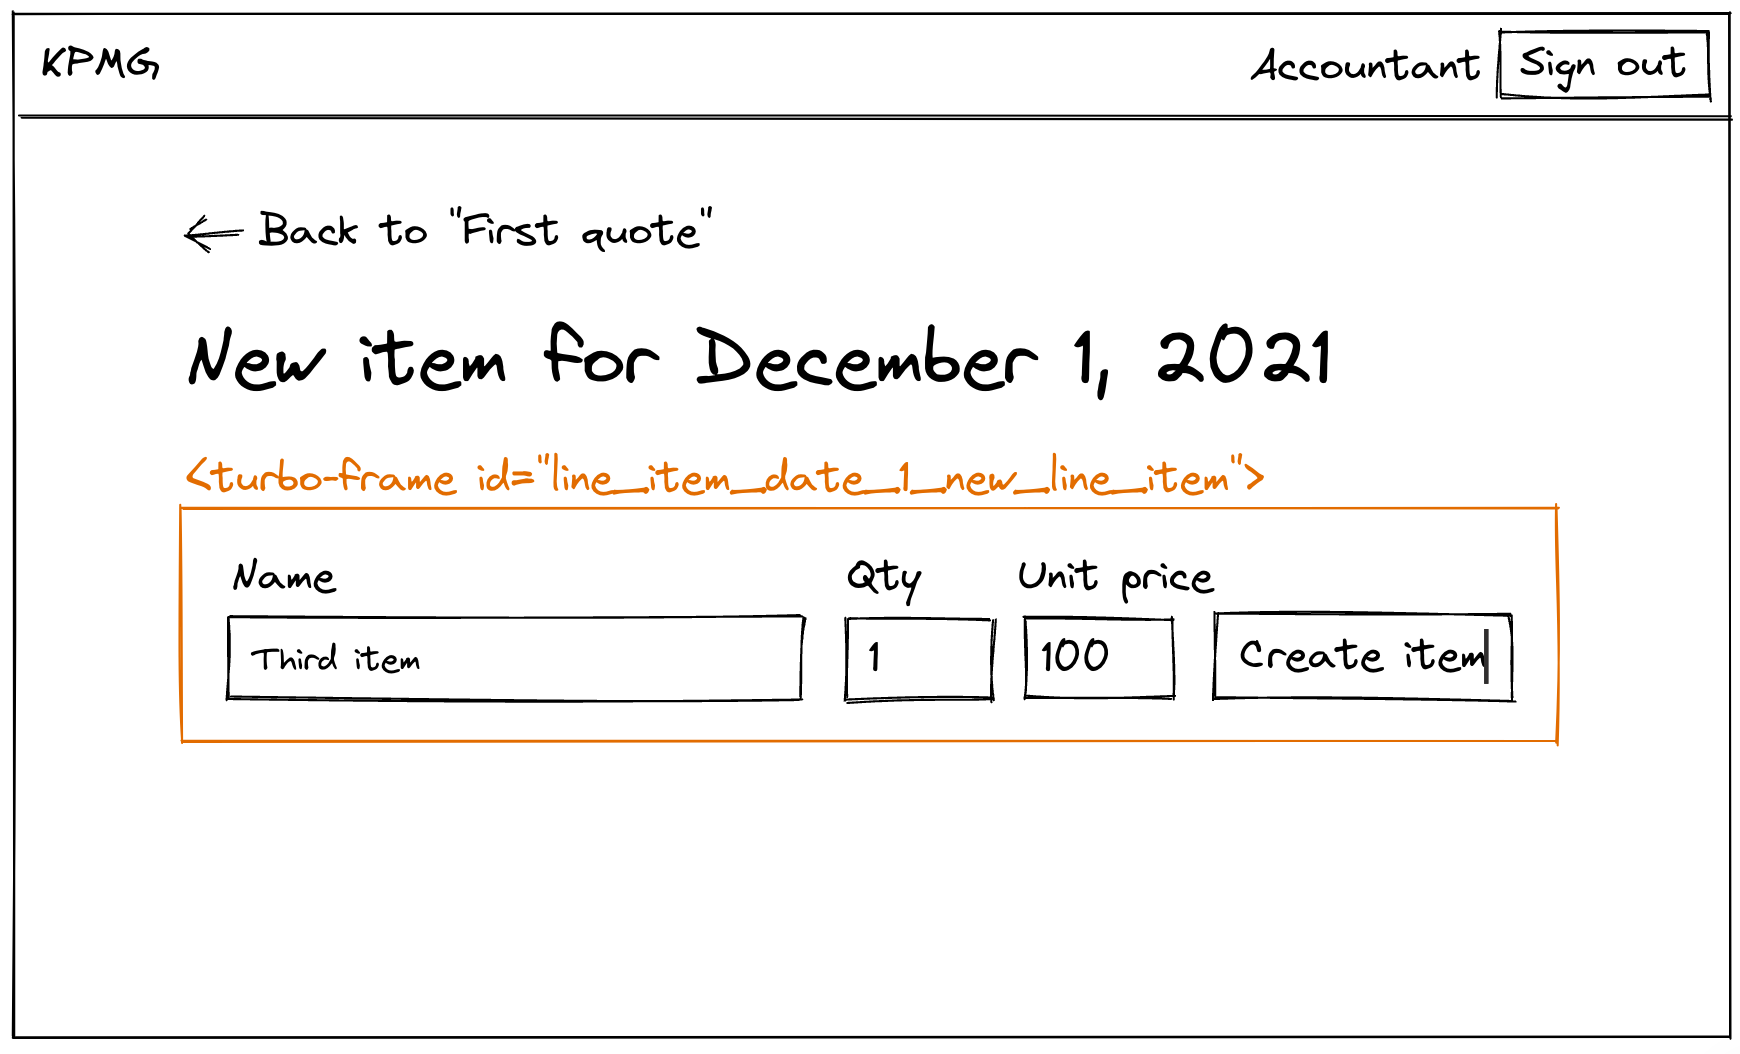 KPMG
Accountant Sign out
← Back to "First quote"
New item for December 1, 2021
<turbo-frame id="line_item_date_1_new_line_item">
Name Qty Unit price
Third item 1 100 Create item